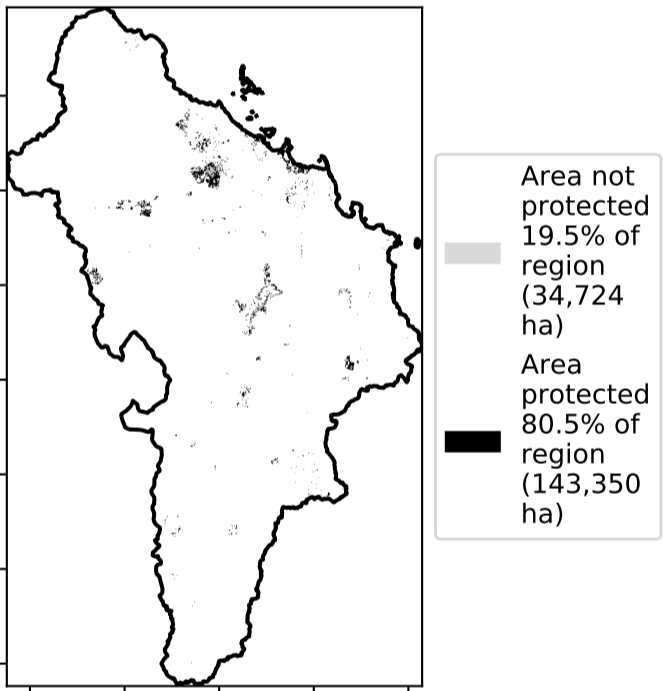 Area not
protected
19.5% of
region
(34,724
ha)
Area
protected
80.5% of
region
(143,350
ha)